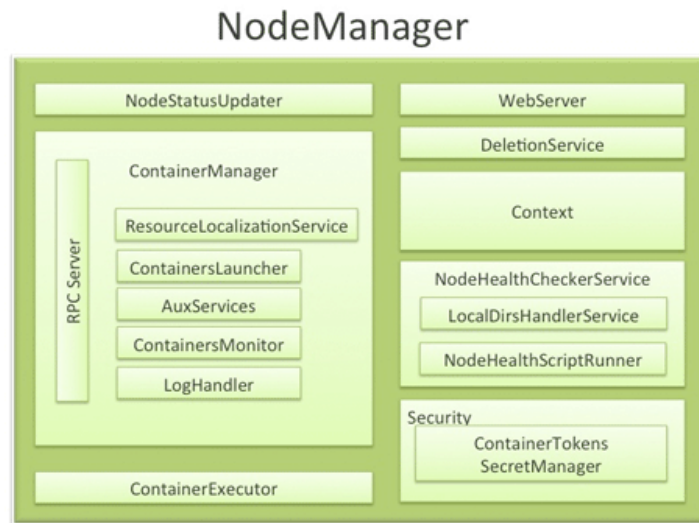 NodeManager
NodeStatusUpdater
ContainerManager
RPC Server
ResourceLocalizationService
ContainersLauncher
AuxServices
ContainersMonitor
LogHandler
ContainerExecutor
WebServer
DeletionService
Context
NodeHealthCheckerService
LocalDirsHandlerService
NodeHealthScriptRunner
Security
ContainerTokens
SecretManager